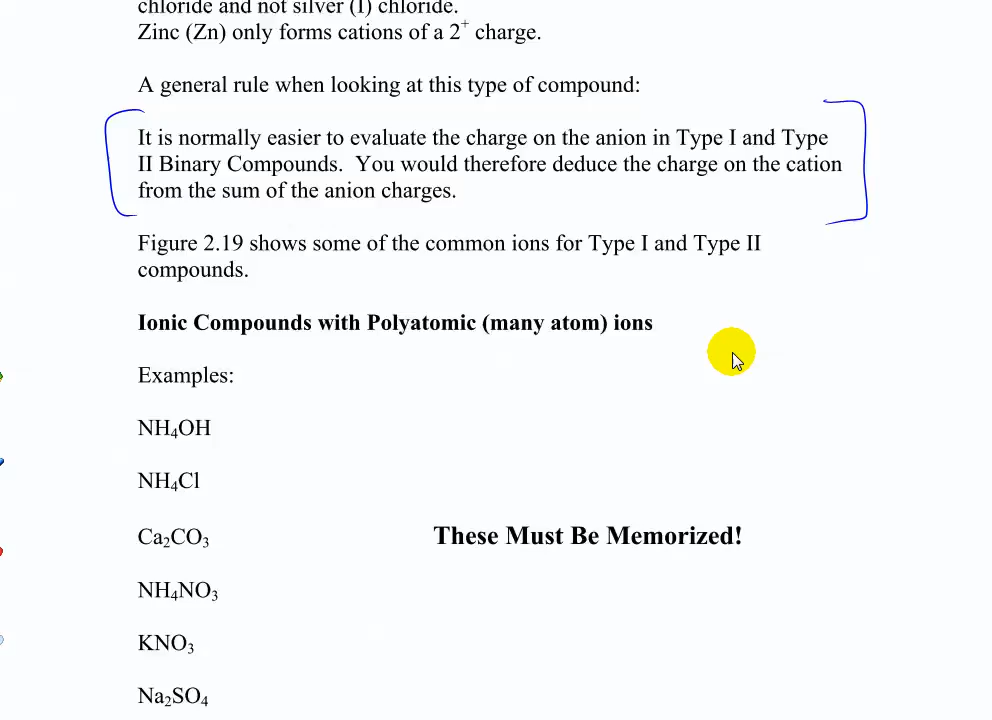 chloride and not silver (I) chloride.
Zinc (Zn) only forms cations of a 2⁺ charge.
A general rule when looking at this type of compound:
It is normally easier to evaluate the charge on the anion in Type I and Type
II Binary Compounds.  You would therefore deduce the charge on the cation
from the sum of the anion charges.
Figure 2.19 shows some of the common ions for Type I and Type II
compounds.
Ionic Compounds with Polyatomic (many atom) ions
Examples:
NH₄OH
NH₄Cl
Ca₂CO₃ These Must Be Memorized!
NH₄NO₃
KNO₃
Na₂SO₄